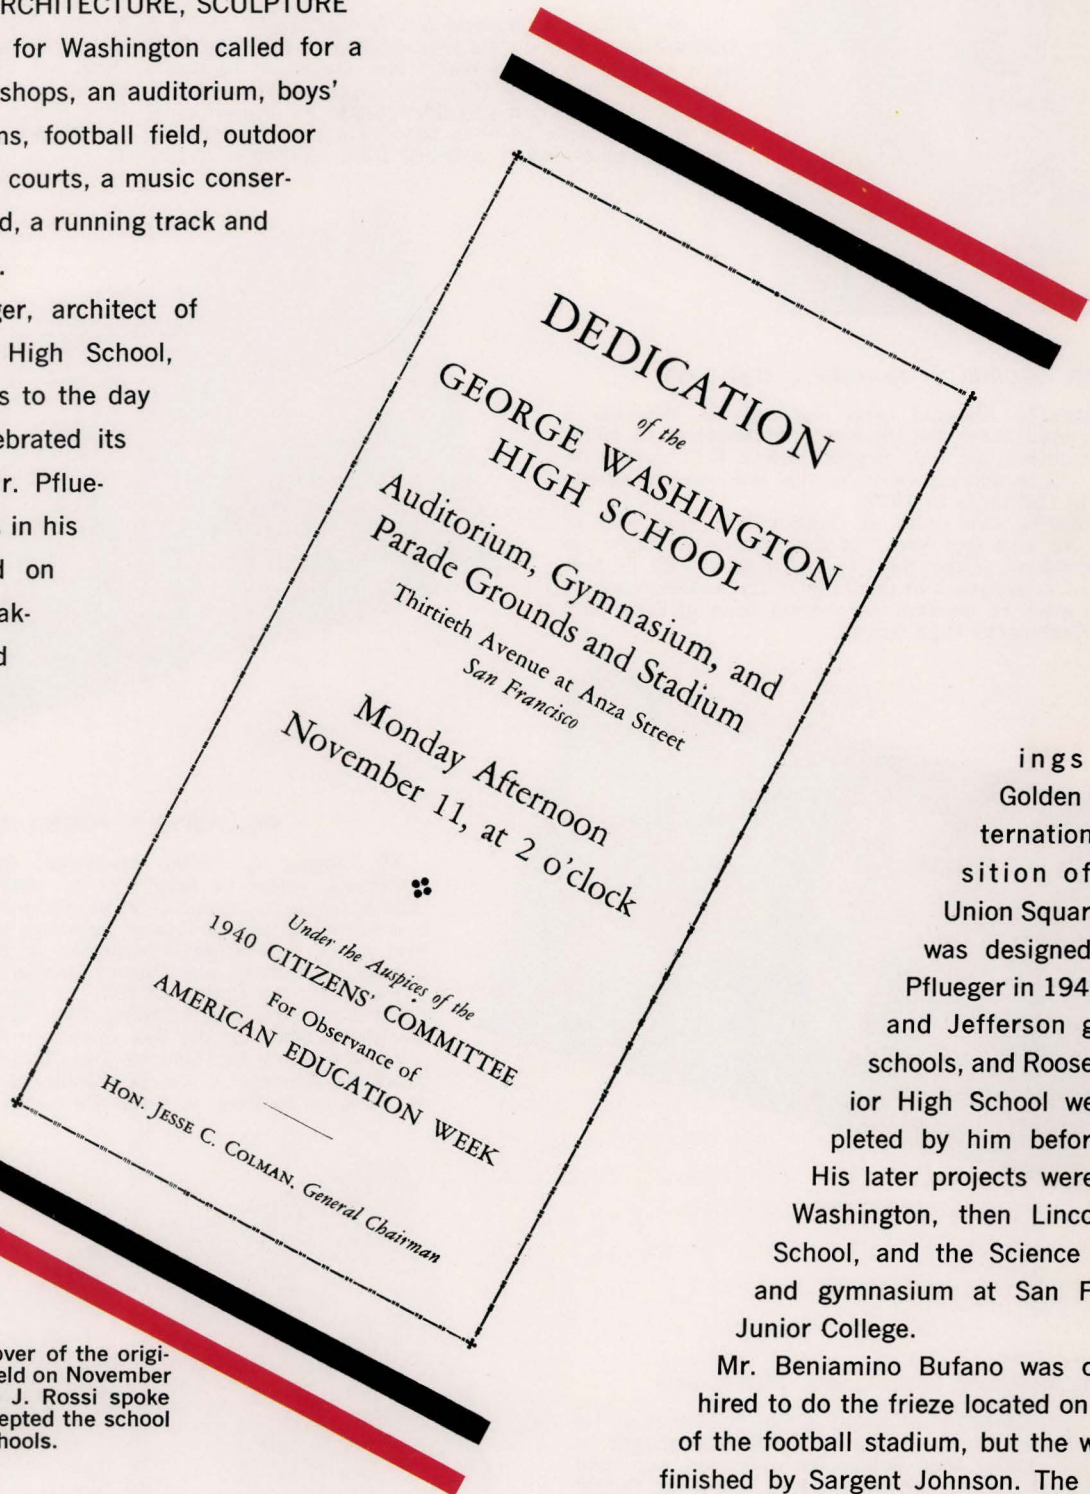 RCHITECTURE, SCULPTURE
for Washington called for a
shops, an auditorium, boys'
ns, football field, outdoor
courts, a music conser-
d, a running track and
.
ger, architect of
High School,
s to the day
ebrated its
r. Pflue-
in his
d on
ak-
d
DEDICATION
of the
GEORGE WASHINGTON
HIGH SCHOOL
Auditorium, Gymnasium, and
Parade Grounds and Stadium
Thirtieth Avenue at Anza Street
San Francisco
Monday Afternoon
November 11, at 2 o'clock
Under the Auspices of the
1940 CITIZENS' COMMITTEE
For Observance of
AMERICAN EDUCATION WEEK
HON. JESSE C. COLMAN, General Chairman
over of the origi-
eld on November
J. Rossi spoke
epted the school
hools.
ings
Golden
ternation
sition of
Union Squar
was designed
Pflueger in 194
and Jefferson g
schools, and Roose
ior High School we
pleted by him befor
His later projects were
Washington, then Linco
School, and the Science
and gymnasium at San F
Junior College.
Mr. Beniamino Bufano was o
hired to do the frieze located on
of the football stadium, but the w
finished by Sargent Johnson. The